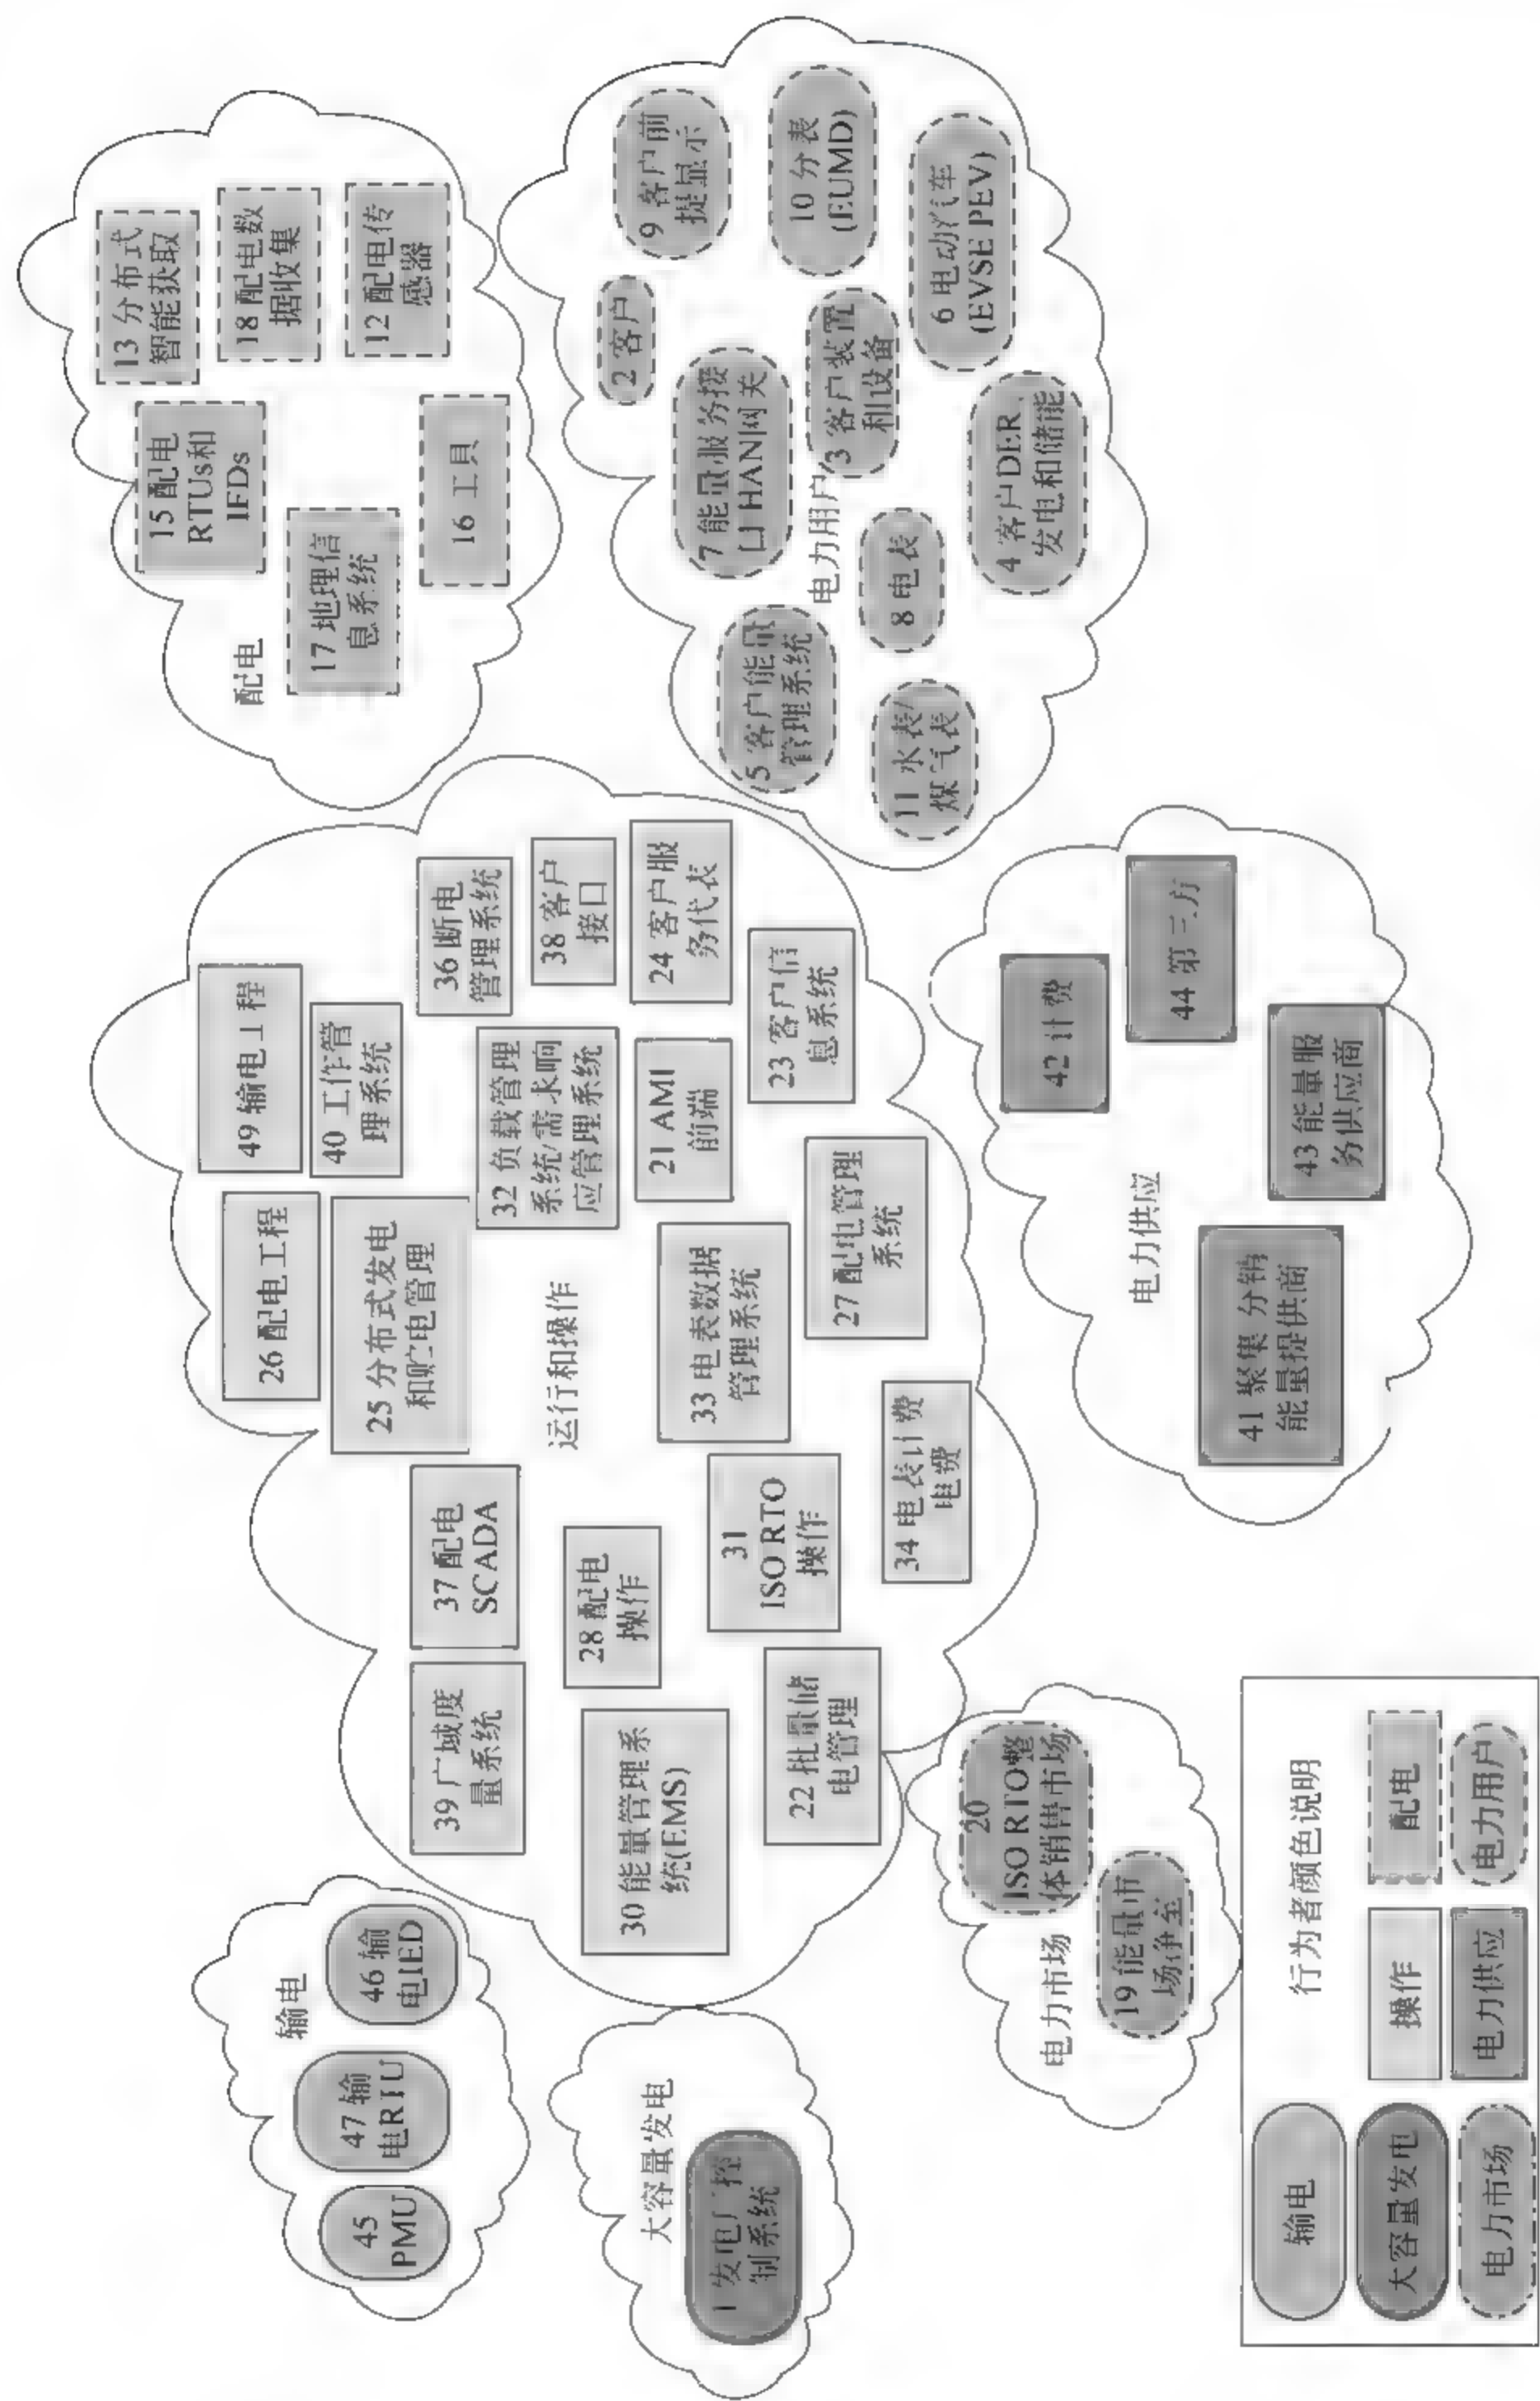 输电
45
PMU
47 输
电RTU
46 输
电IED
大容量发电
1 发电厂控
制系统
运行和操作
39 广域度
量系统
37 配电
SCADA
30 能量管理系
统(EMS)
28 配电
操作
22 批量储
电管理
31
ISO RTO
操作
34 电表计费
电费
26 配电工程
49 输电工程
25 分布式发电
和贮电管理
40 工作管
理系统
32 负载管理
系统/需求响
应管理系统
36 断电
管理系统
38 客户
接口
33 电表数据
管理系统
21 AMI
前端
24 客户服
务代表
27 配电管理
系统
23 客户信
息系统
配电
17 地理信
息系统
15 配电
RTUs和
IFDs
13 分布式
智能获取
18 配电数
据收集
12 配电传
感器
16 工具
电力用户
5 客户能量
管理系统
7 能量服务接
口 HAN网关
2 客户
9 客户前
提显示
3 客户装置
和设备
10 分表
(EUMD)
11 水表/
煤气表
8 电表
4 客户DER、
发电和储能
6 电动汽车
(EVSE PEV)
电力市场
20
ISO RTO整
体销售市场
19 能量市
场
电力供应
41 聚集 分销
能量提供商
42 计费
44 第三方
43 能量服
务供应商
行为者颜色说明
输电
大容量发电
操作
配电
电力市场
电力供应
电力用户